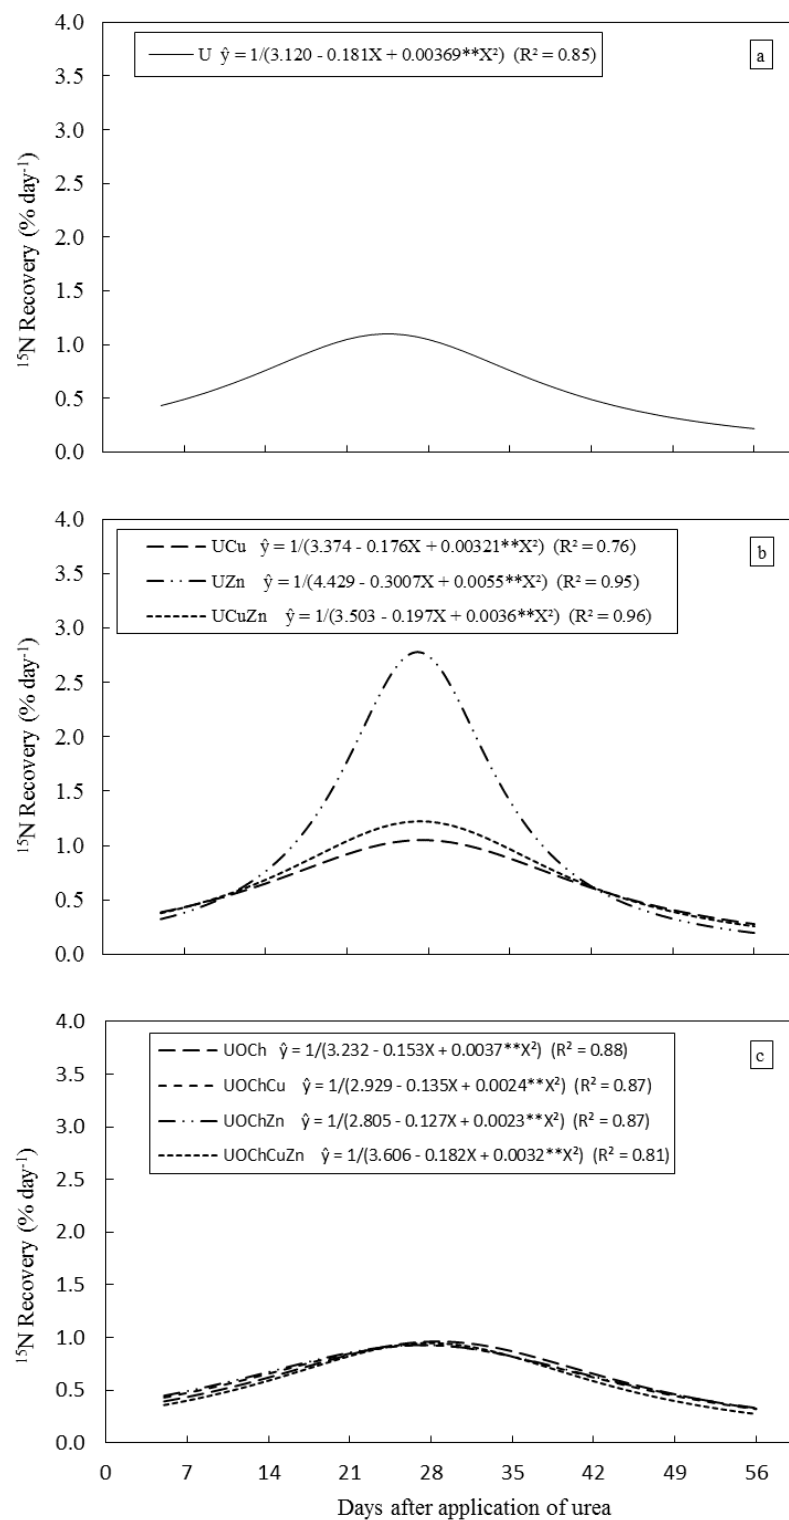 4.0
U ŷ = 1/(3.120 - 0.181X + 0.00369**X²) (R² = 0.85)
a
3.5
3.0
2.5
2.0
1.5
1.0
0.5
0.0
¹⁵N Recovery (% day⁻¹)
4.0
UCu ŷ = 1/(3.374 - 0.176X + 0.00321**X²) (R² = 0.76)
b
3.5
UZn ŷ = 1/(4.429 - 0.3007X + 0.0055**X²) (R² = 0.95)
UCuZn ŷ = 1/(3.503 - 0.197X + 0.0036**X²) (R² = 0.96)
3.0
2.5
2.0
1.5
1.0
0.5
0.0
¹⁵N Recovery (% day⁻¹)
4.0
UOCh ŷ = 1/(3.232 - 0.153X + 0.0037**X²) (R² = 0.88)
c
3.5
UOChCu ŷ = 1/(2.929 - 0.135X + 0.0024**X²) (R² = 0.87)
UOChZn ŷ = 1/(2.805 - 0.127X + 0.0023**X²) (R² = 0.87)
3.0
UOChCuZn ŷ = 1/(3.606 - 0.182X + 0.0032**X²) (R² = 0.81)
2.5
2.0
1.5
1.0
0.5
0.0
¹⁵N Recovery (% day⁻¹)
0 7 14 21 28 35 42 49 56
Days after application of urea